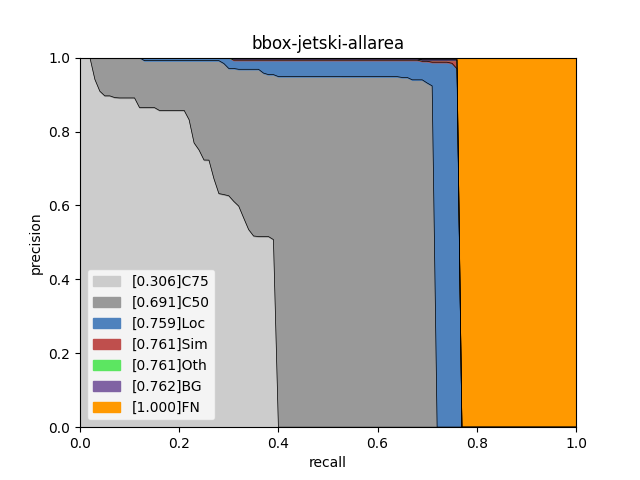 bbox-jetski-allarea
1.0
0.8
0.6
0.4
0.2
0.0
precision
[0.306]C75
[0.691]C50
[0.759]Loc
[0.761]Sim
[0.761]Oth
[0.762]BG
[1.000]FN
0.0 0.2 0.4 0.6 0.8 1.0
recall